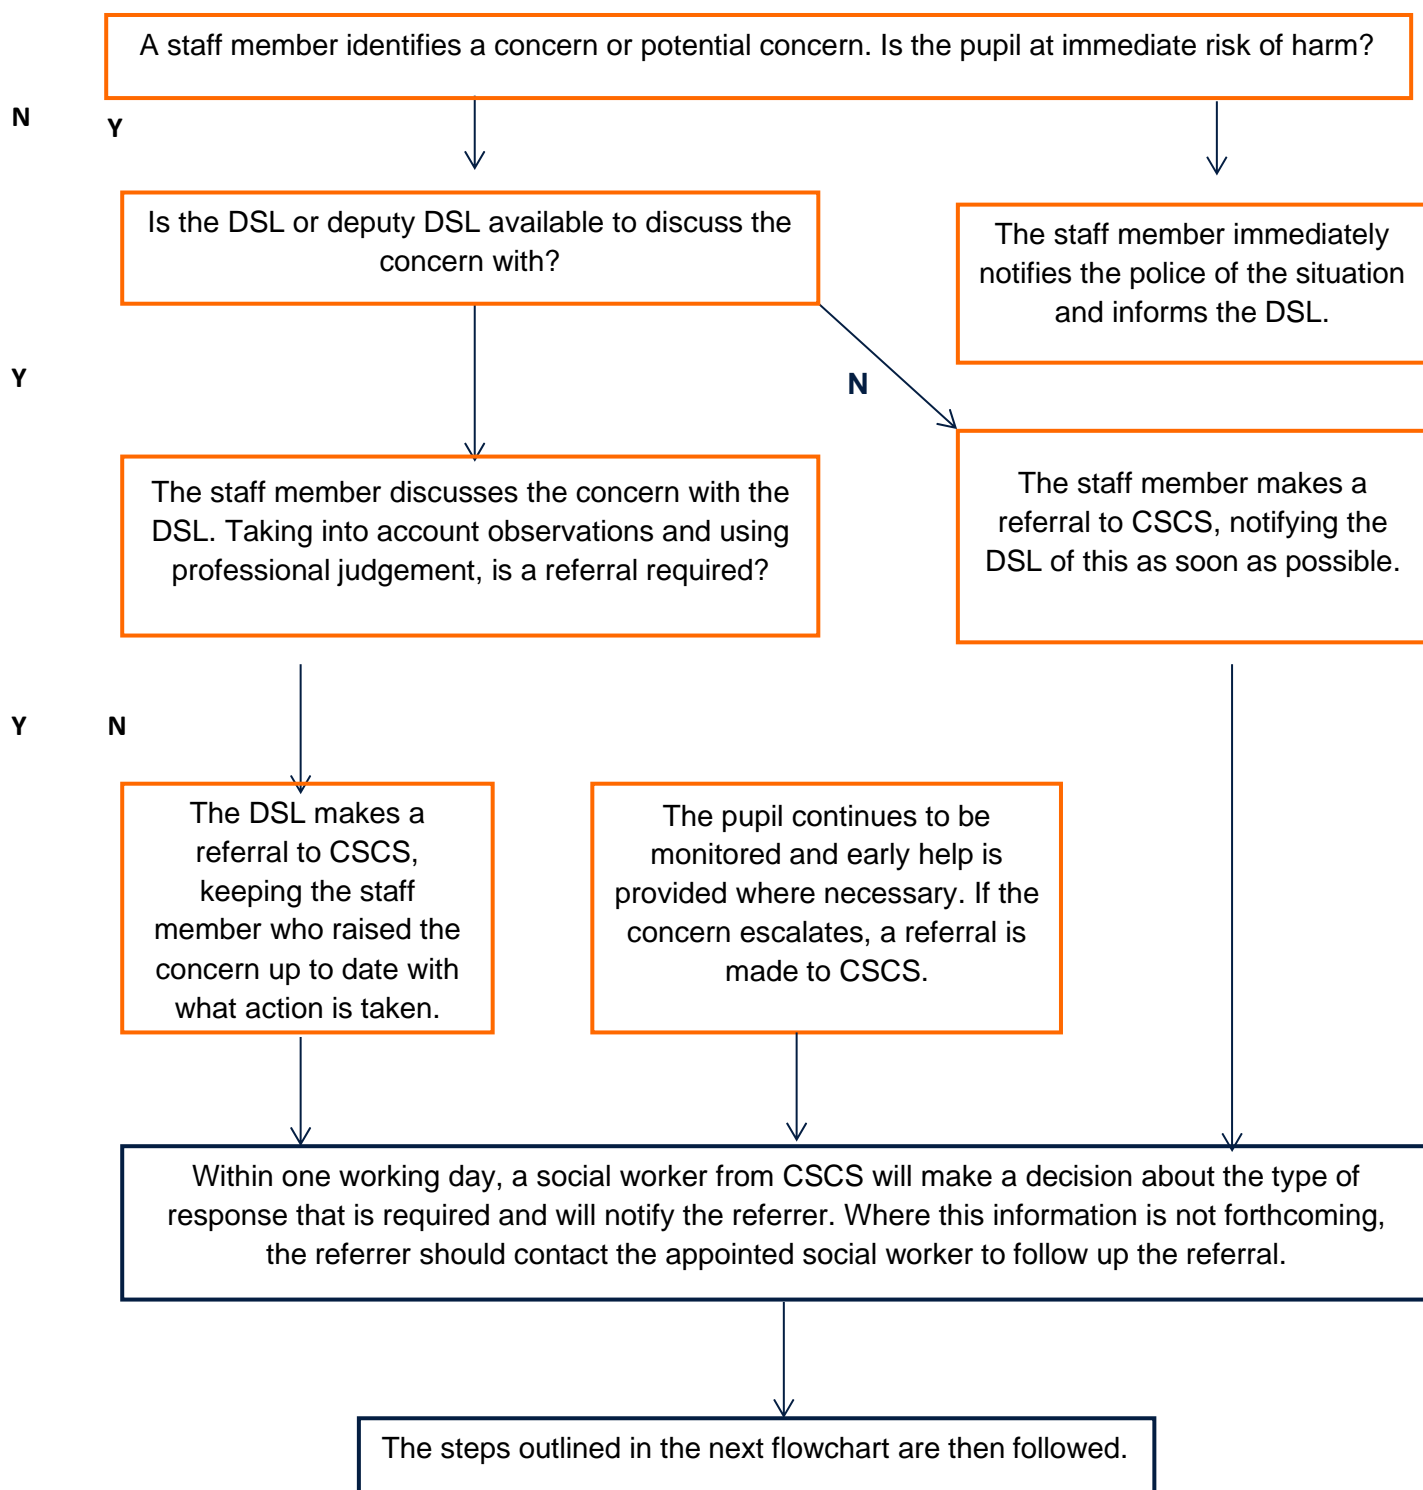 A staff member identifies a concern or potential concern. Is the pupil at immediate risk of harm?
N
Y
Is the DSL or deputy DSL available to discuss the
concern with?
The staff member immediately
notifies the police of the situation
and informs the DSL.
Y
N
The staff member discusses the concern with the
DSL. Taking into account observations and using
professional judgement, is a referral required?
The staff member makes a
referral to CSCS, notifying the
DSL of this as soon as possible.
Y
N
The DSL makes a
referral to CSCS,
keeping the staff
member who raised the
concern up to date with
what action is taken.
The pupil continues to be
monitored and early help is
provided where necessary. If the
concern escalates, a referral is
made to CSCS.
Within one working day, a social worker from CSCS will make a decision about the type of
response that is required and will notify the referrer. Where this information is not forthcoming,
the referrer should contact the appointed social worker to follow up the referral.
The steps outlined in the next flowchart are then followed.